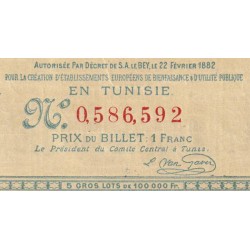 AUTORISÉE PAR DÉCRET DE S.A. LE BEY, LE 22 FÉVRIER 1882
POUR LA CRÉATION D'ÉTABLISSEMENTS EUROPÉENS DE BIENFAISANCE & D'UTILITÉ PUBLIQUE
EN TUNISIE
No. 0,586,592
PRIX DU BILLET 1 FRANC
Le Président du Comité Central à Tunis
5 GROS LOTS DE 100 000 Fr.